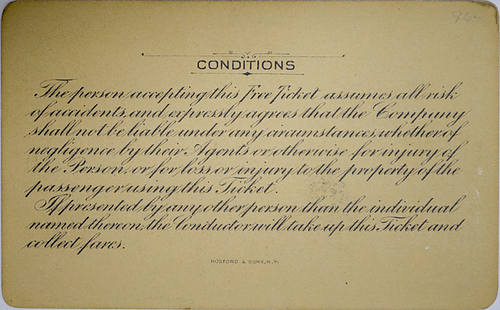 CONDITIONS
The person accepting this Free Ticket assumes all risk
of accidents, and expressly agrees that the Company
shall not be liable under any circumstances, whether of
negligence by their Agents or otherwise for injury of
the Person, or for loss or injury to the property of the
passenger using this Ticket.
If presented by any other person than the individual
named thereon, the Conductor will take up this Ticket and
collect fares.
HOSFORD & SONS, N.Y.